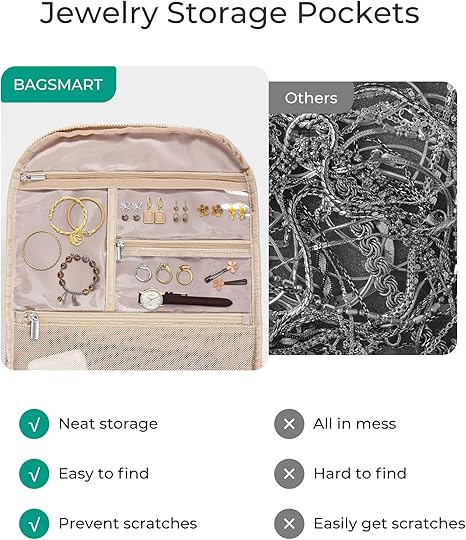 Jewelry Storage Pockets
BAGSMART
Others
√ Neat storage
√ Easy to find
√ Prevent scratches
× All in mess
× Hard to find
× Easily get scratches